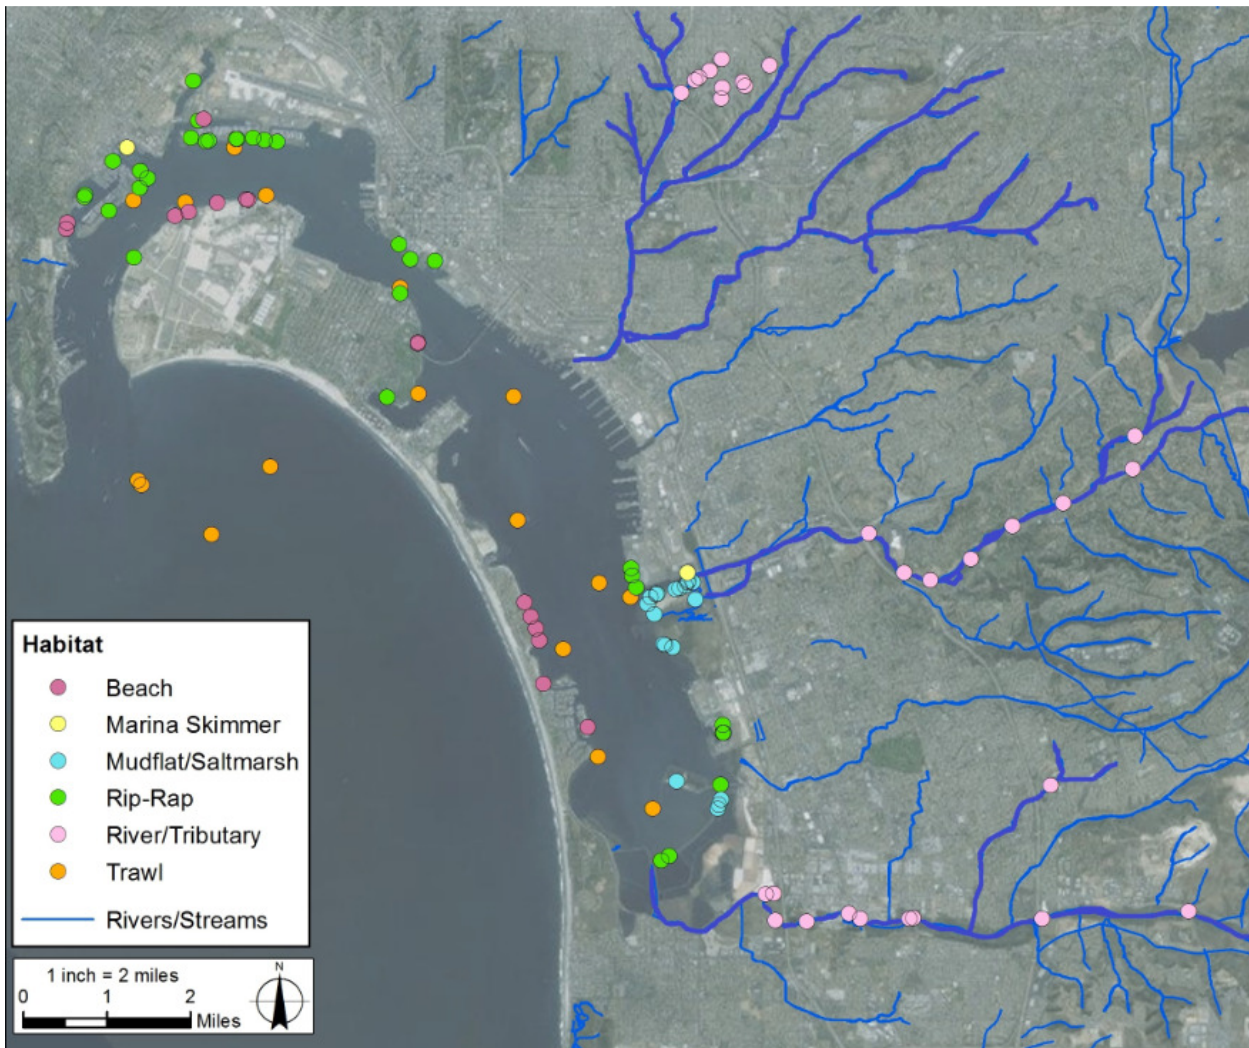 Habitat
Beach
Marina Skimmer
Mudflat/Saltmarsh
Rip-Rap
River/Tributary
Trawl
Rivers/Streams
1 inch = 2 miles
N
0 1 2
Miles